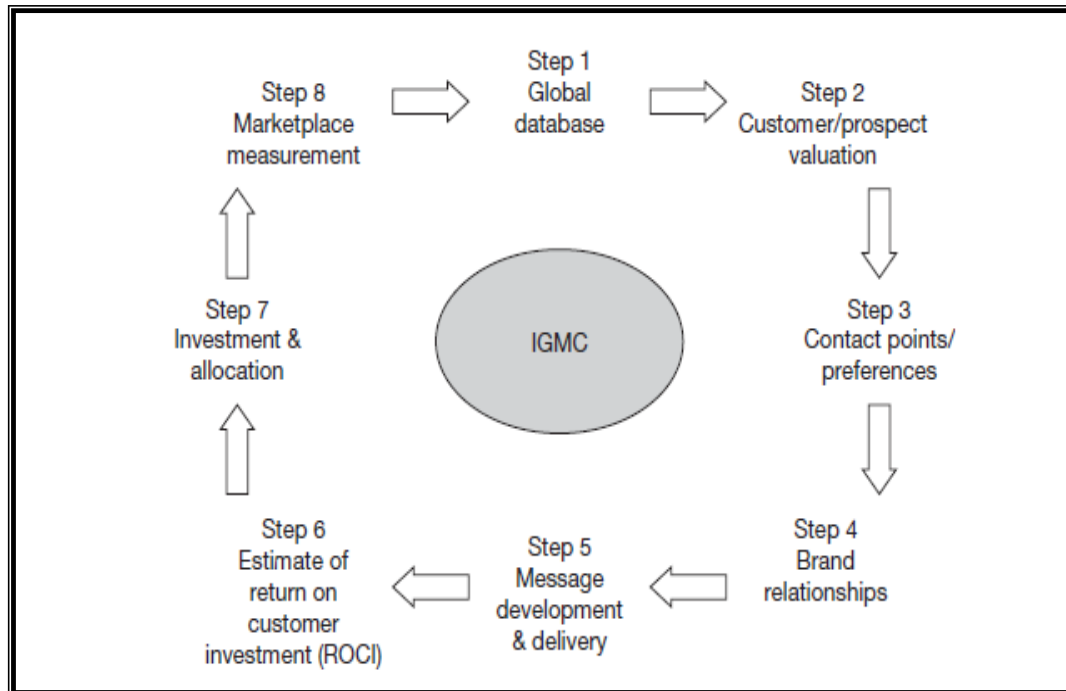 Step 1
Global
database
Step 2
Customer/prospect
valuation
Step 3
Contact points/
preferences
Step 4
Brand
relationships
Step 5
Message
development
& delivery
Step 6
Estimate of
return on
customer
investment (ROCI)
Step 7
Investment &
allocation
Step 8
Marketplace
measurement
IGMC